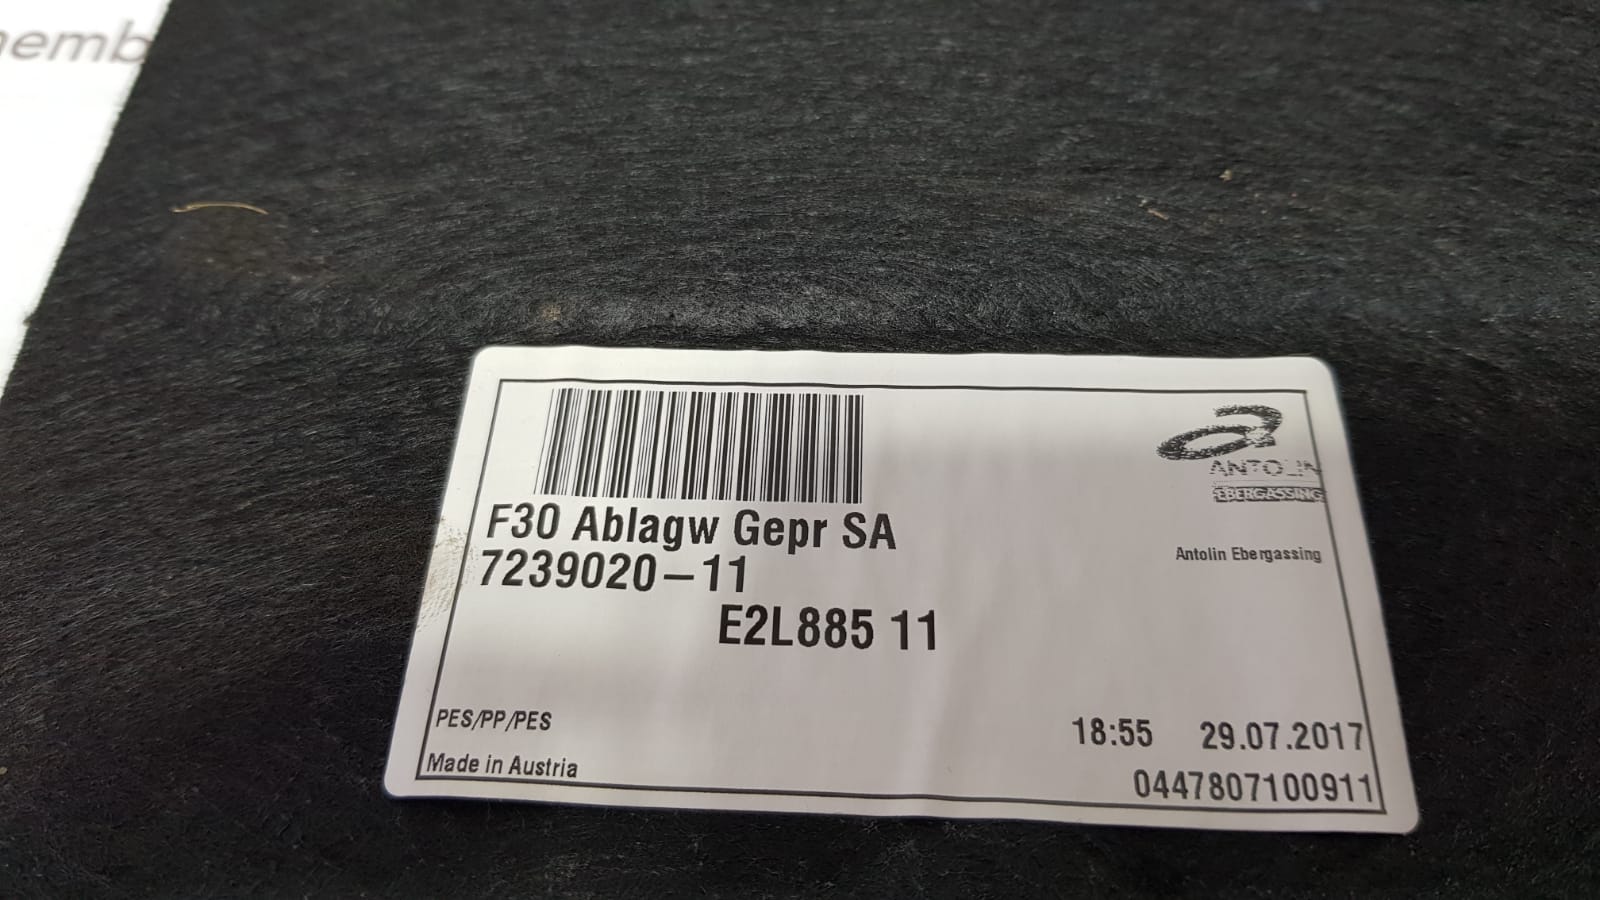 ANTOLIN
EBERGASSING
F30 Ablagw Gepr SA
Antolin Ebergassing
7239020-11
E2L885 11
PES/PP/PES
18:55 29.07.2017
Made in Austria
0447807100911